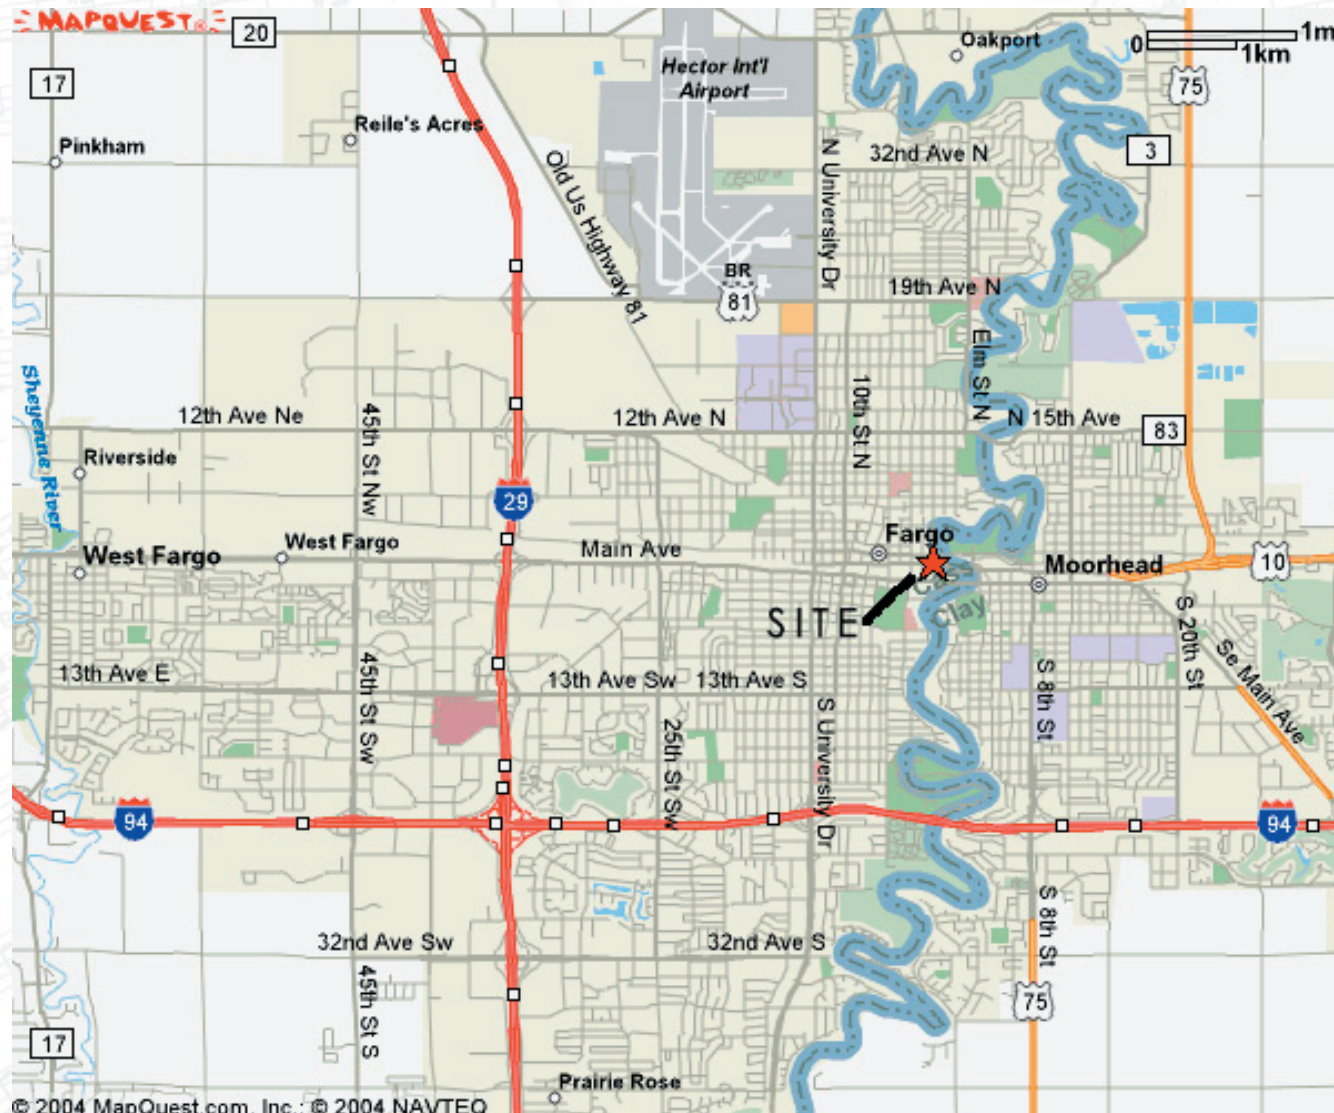 MAPQUEST
20
Oakport
0
1m
1km
Hector Int'l
Airport
75
17
Reile's Acres
Pinkham
32nd Ave N
3
N University Dr
Old Us Highway 81
BR
81
19th Ave N
Elm St N
Sheyenne River
12th Ave Ne
45th St Nw
12th Ave N
10th St N
N 15th Ave
83
Riverside
29
West Fargo
West Fargo
Main Ave
Fargo
Moorhead
10
SITE
Clay
S 20th St
13th Ave E
45th St Sw
13th Ave Sw
13th Ave S
S 8th St
Se Main Ave
25th St Sw
S University Dr
94
94
32nd Ave Sw
32nd Ave S
S 8th St
45th St S
75
17
Prairie Rose
© 2004 MapQuest.com, Inc.; © 2004 NAVTEQ